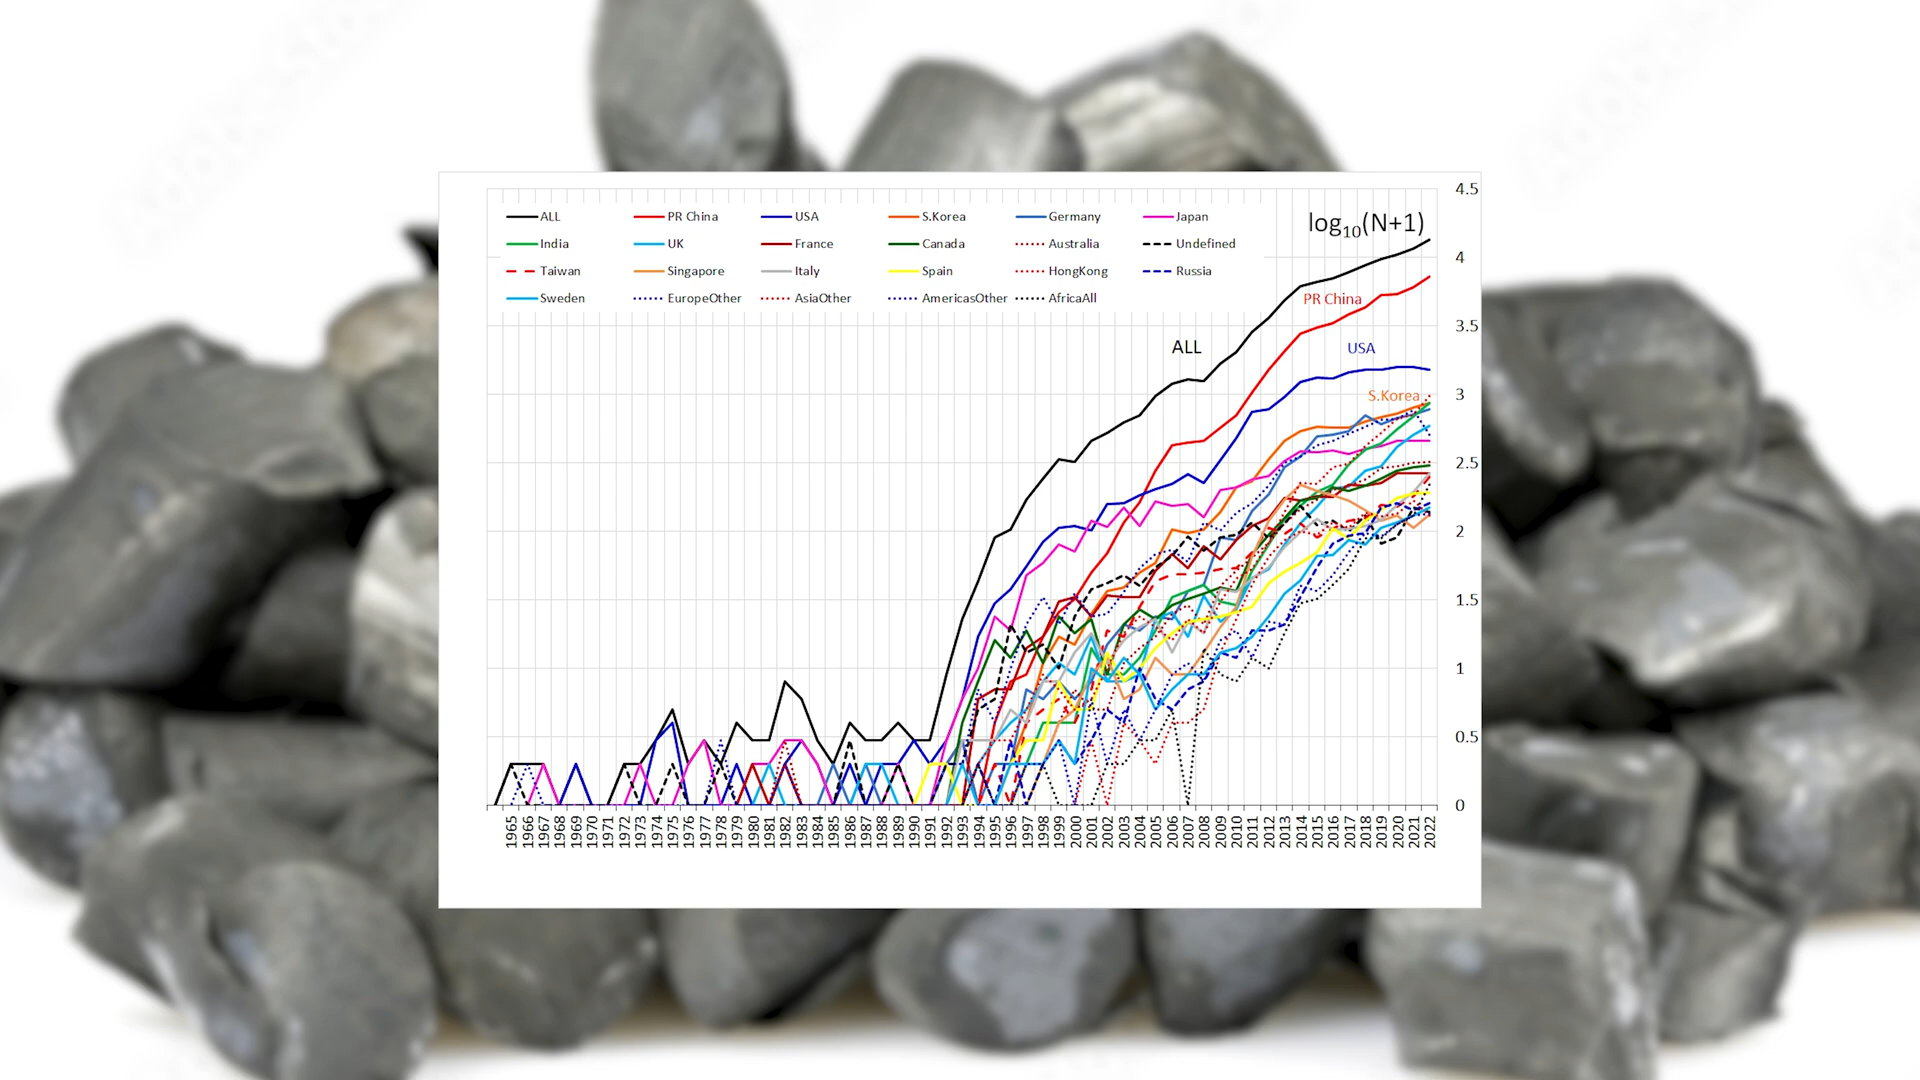 ALL PR China USA S.Korea Germany Japan
India UK France Canada Australia Undefined
Taiwan Singapore Italy Spain HongKong Russia
Sweden EuropeOther AsiaOther AmericasOther AfricaAll
log10(N+1)
PR China
ALL
USA
S.Korea
4.5
4
3.5
3
2.5
2
1.5
1
0.5
0
1965 1966 1967 1968 1969 1970 1971 1972 1973 1974 1975 1976 1977 1978 1979 1980 1981 1982 1983 1984 1985 1986 1987 1988 1989 1990 1991 1992 1993 1994 1995 1996 1997 1998 1999 2000 2001 2002 2003 2004 2005 2006 2007 2008 2009 2010 2011 2012 2013 2014 2015 2016 2017 2018 2019 2020 2021 2022